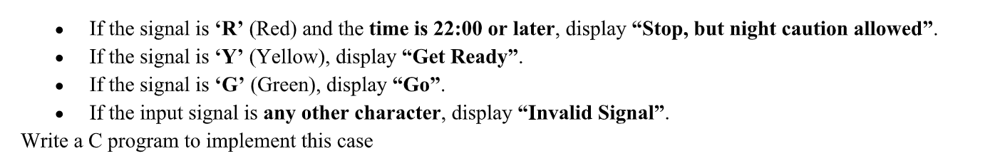 • If the signal is ‘R’ (Red) and the time is 22:00 or later, display “Stop, but night caution allowed”.
• If the signal is ‘Y’ (Yellow), display “Get Ready”.
• If the signal is ‘G’ (Green), display “Go”.
• If the input signal is any other character, display “Invalid Signal”.
Write a C program to implement this case